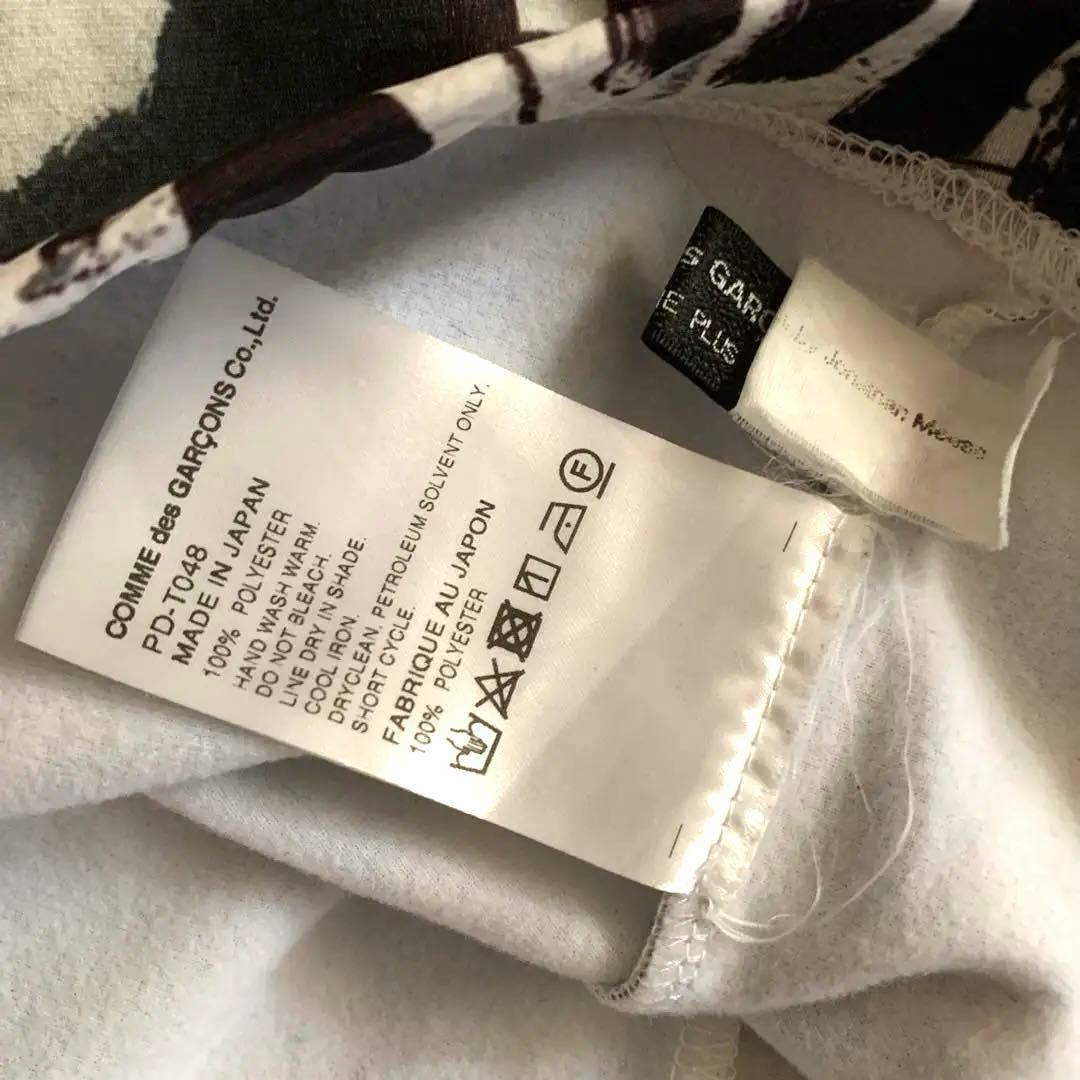 COMME des GARÇONS Co.,Ltd.
PD-T048
MADE IN JAPAN
100% POLYESTER
HAND WASH WARM.
DO NOT BLEACH.
LINE DRY IN SHADE.
COOL IRON.
DRYCLEAN, PETROLEUM SOLVENT ONLY.
SHORT CYCLE.
FABRIQUE AU JAPON
100% POLYESTER
F
S GARÇ
E PLUS
by Jonathan Meese